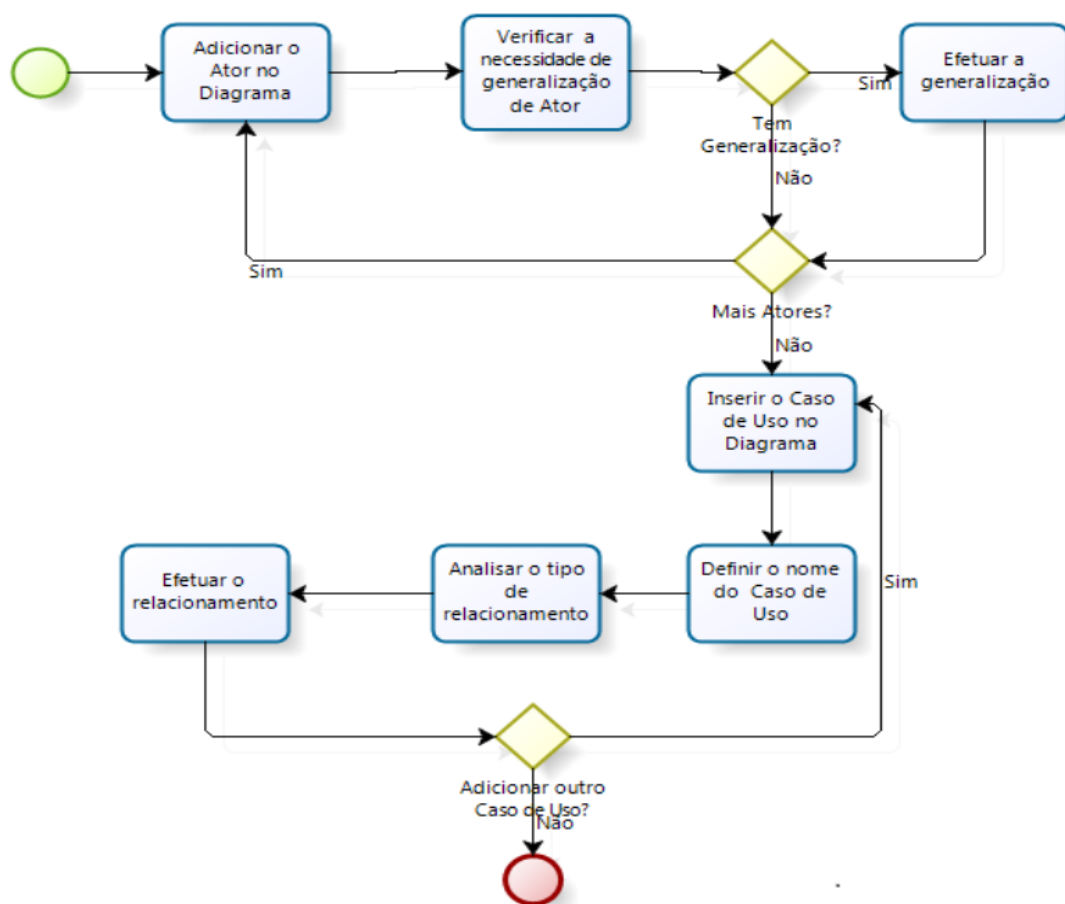 Adicionar o
Ator no
Diagrama
Verificar a
necessidade de
generalização
de Ator
Tem
Generalização?
Sim
Efetuar a
generalização
Não
Sim
Mais Atores?
Não
Inserir o Caso
de Uso no
Diagrama
Definir o nome
do Caso de
Uso
Analisar o tipo
de
relacionamento
Efetuar o
relacionamento
Sim
Adicionar outro
Caso de Uso?
Não